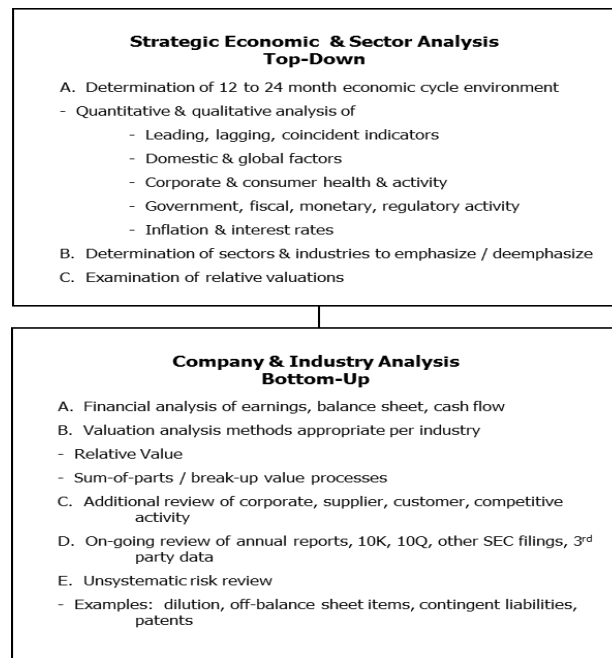 Strategic Economic & Sector Analysis
Top-Down
A. Determination of 12 to 24 month economic cycle environment
- Quantitative & qualitative analysis of
- Leading, lagging, coincident indicators
- Domestic & global factors
- Corporate & consumer health & activity
- Government, fiscal, monetary, regulatory activity
- Inflation & interest rates
B. Determination of sectors & industries to emphasize / deemphasize
C. Examination of relative valuations
Company & Industry Analysis
Bottom-Up
A. Financial analysis of earnings, balance sheet, cash flow
B. Valuation analysis methods appropriate per industry
- Relative Value
- Sum-of-parts / break-up value processes
C. Additional review of corporate, supplier, customer, competitive
activity
D. On-going review of annual reports, 10K, 10Q, other SEC filings, 3rd
party data
E. Unsystematic risk review
- Examples: dilution, off-balance sheet items, contingent liabilities,
patents